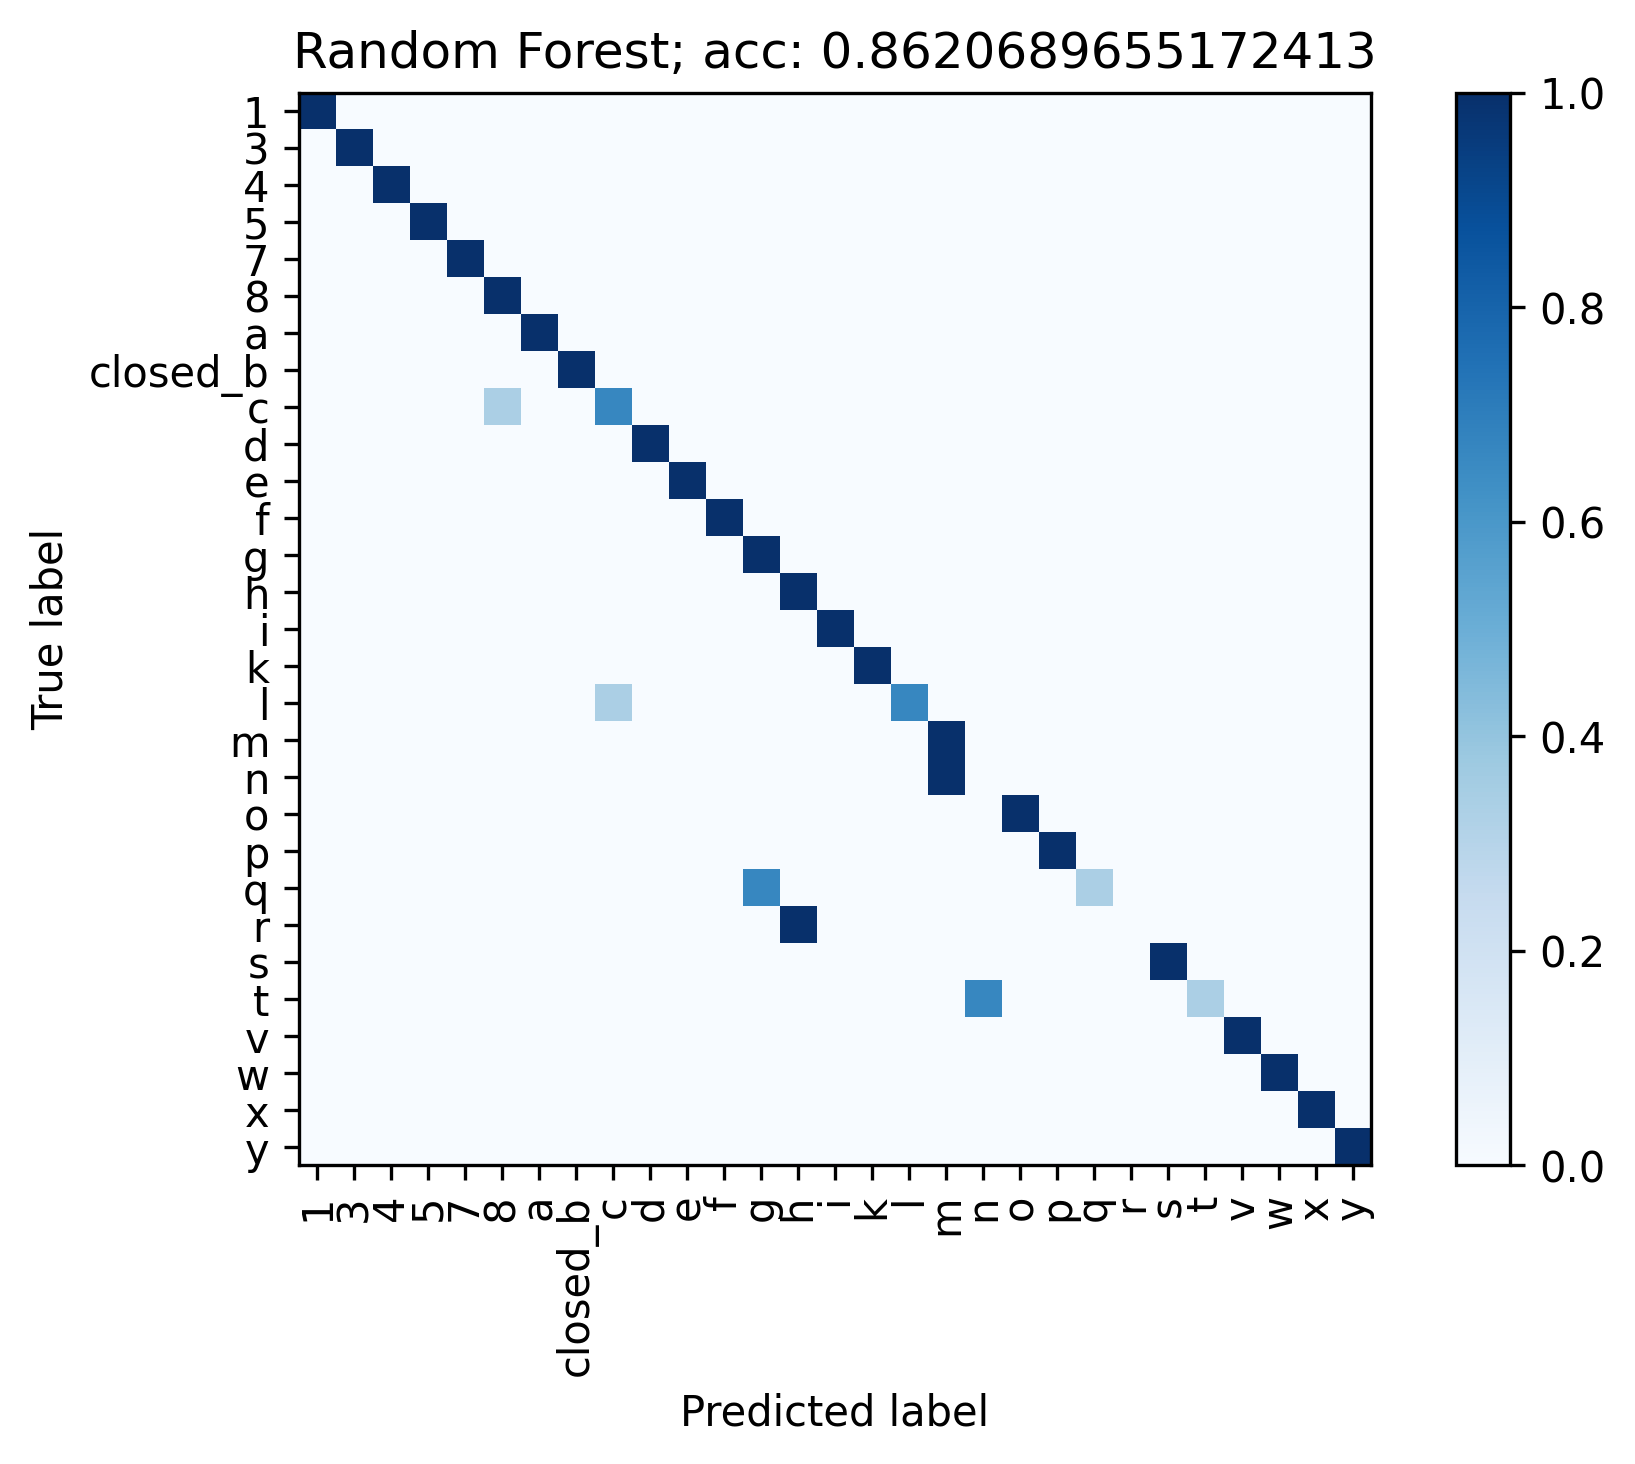 Random Forest; acc: 0.8620689655172413
True label
1
3
4
5
7
8
a
closed_b
c
d
e
f
g
h
i
k
l
m
n
o
p
q
r
s
t
v
w
x
y
1 3 4 5 7 8 a closed_b c d e f g h i k l m n o p q r s t v w x y
Predicted label
1.0
0.8
0.6
0.4
0.2
0.0